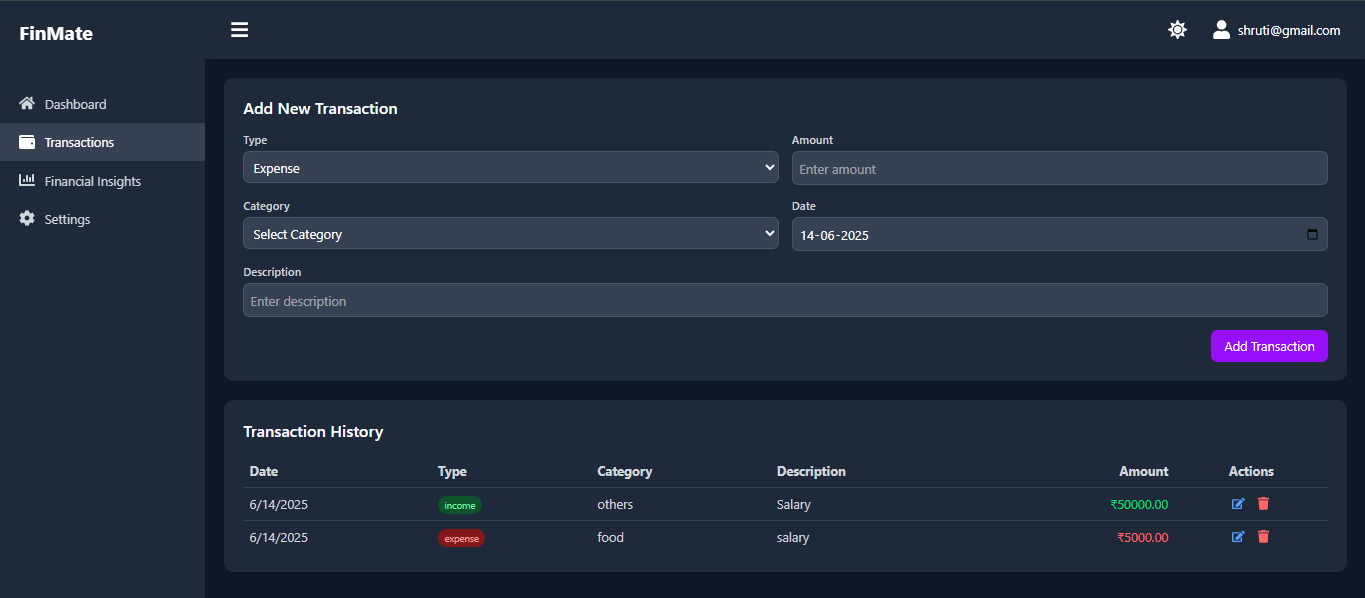 FinMate
shruti@gmail.com
Dashboard
Transactions
Financial Insights
Settings
Add New Transaction
Type Amount
Expense Enter amount
Category Date
Select Category 14-06-2025
Description
Enter description
Add Transaction
Transaction History
Date Type Category Description Amount Actions
6/14/2025 income others Salary ₹50000.00
6/14/2025 expense food salary ₹5000.00